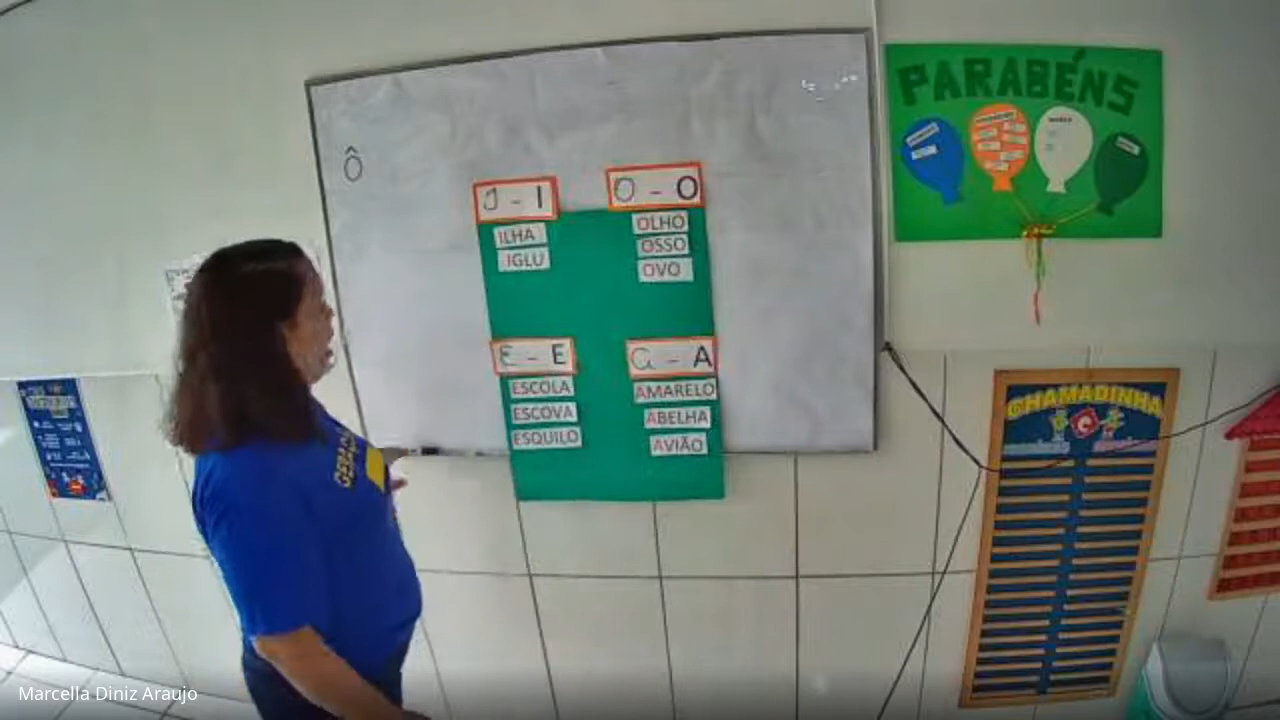 PARABÉNS
Ô
J - I
O - O
ILHA
IGLU
OLHO
OSSO
OVO
E - E
A - A
ESCOLA
ESCOVA
ESQUILO
AMARELO
ABELHA
AVIÃO
CHAMADINHA
Marcella Diniz Araujo